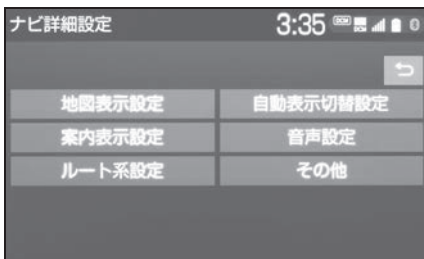 ナビ詳細設定 3:35
地図表示設定 自動表示切替設定
案内表示設定 音声設定
ルート系設定 その他